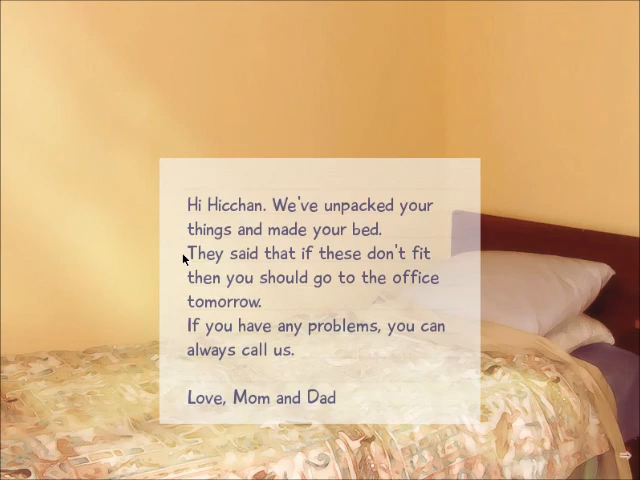 Hi Hicchan. We've unpacked your
things and made your bed.
They said that if these don't fit
then you should go to the office
tomorrow.
If you have any problems, you can
always call us.
Love, Mom and Dad